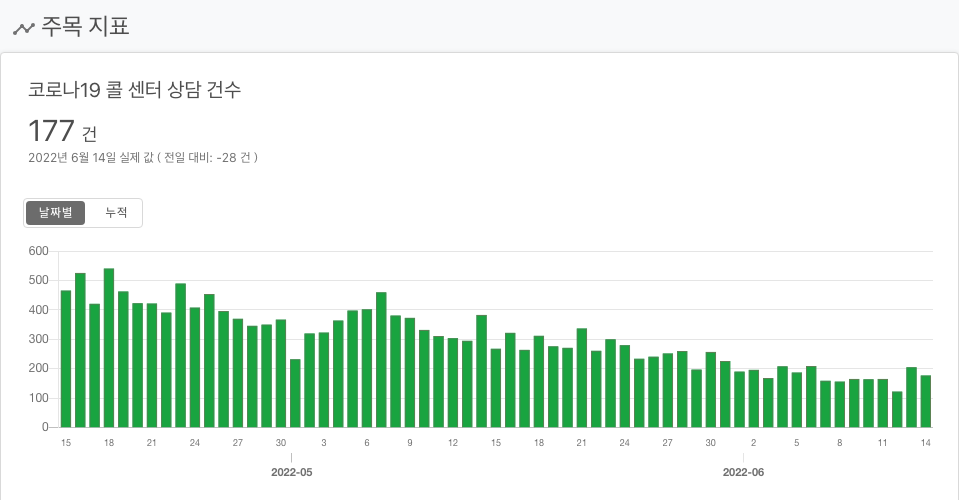 주목 지표
코로나19 콜 센터 상담 건수
177 건
2022년 6월 14일 실제 값 ( 전일 대비: -28 건 )
날짜별 누적
600
500
400
300
200
100
0
15 18 21 24 27 30 3 6 9 12 15 18 21 24 27 30 2 5 8 11 14
2022-05 2022-06